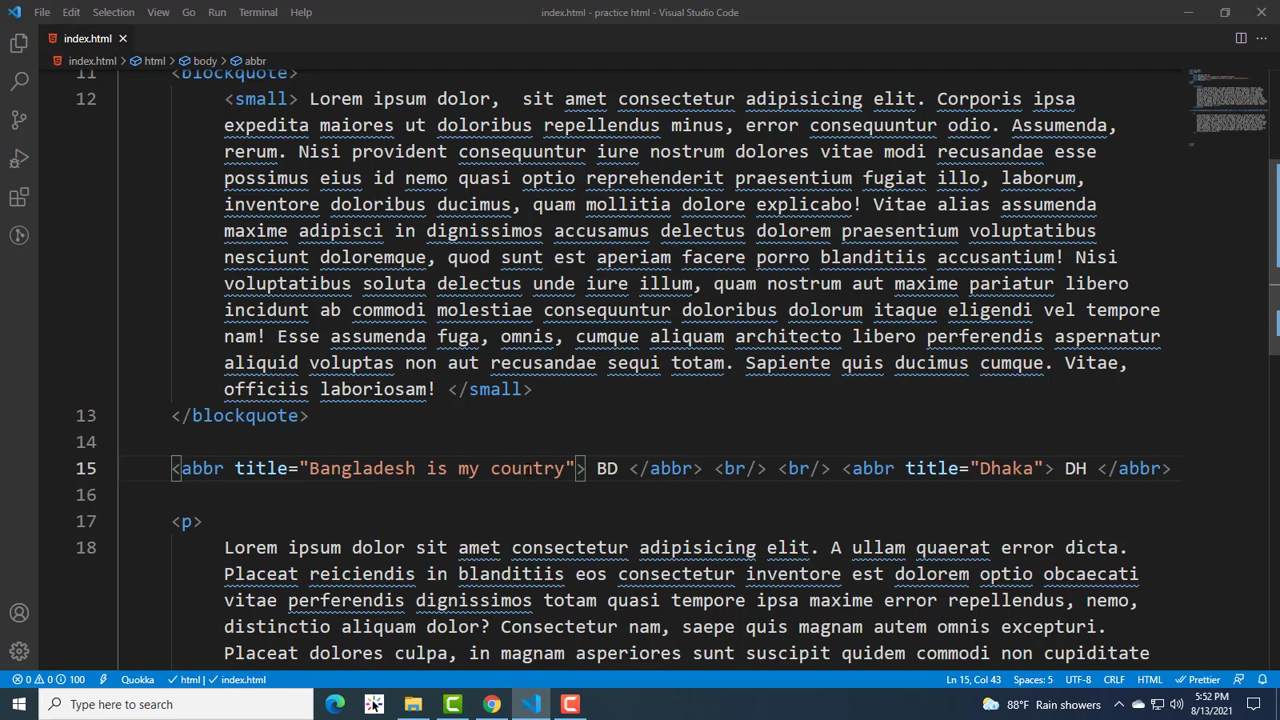 File Edit Selection View Go Run Terminal Help index.html - practice html - Visual Studio Code
index.html
index.html › html › body › abbr
11 <blockquote>
12 <small> Lorem ipsum dolor,  sit amet consectetur adipisicing elit. Corporis ipsa
expedita maiores ut doloribus repellendus minus, error consequuntur odio. Assumenda,
rerum. Nisi provident consequuntur iure nostrum dolores vitae modi recusandae esse
possimus eius id nemo quasi optio reprehenderit praesentium fugiat illo, laborum,
inventore doloribus ducimus, quam mollitia dolore explicabo! Vitae alias assumenda
maxime adipisci in dignissimos accusamus delectus dolorem praesentium voluptatibus
nesciunt doloremque, quod sunt est aperiam facere porro blanditiis accusantium! Nisi
voluptatibus soluta delectus unde iure illum, quam nostrum aut maxime pariatur libero
incidunt ab commodi molestiae consequuntur doloribus dolorum itaque eligendi vel tempore
nam! Esse assumenda fuga, omnis, cumque aliquam architecto libero perferendis aspernatur
aliquid voluptas non aut recusandae sequi totam. Sapiente quis ducimus cumque. Vitae,
officiis laboriosam! </small>
13 </blockquote>
14
15 <abbr title="Bangladesh is my country"> BD </abbr> <br/> <br/> <abbr title="Dhaka"> DH </abbr>
16
17 <p>
18 Lorem ipsum dolor sit amet consectetur adipisicing elit. A ullam quaerat error dicta.
Placeat reiciendis in blanditiis eos consectetur inventore est dolorem optio obcaecati
vitae perferendis dignissimos totam quasi tempore ipsa maxime error repellendus, nemo,
distinctio aliquam dolor? Consectetur nam, saepe quis magnam autem omnis excepturi.
Placeat dolores culpa, in magnam asperiores sunt suscipit quidem commodi non cupiditate
0 0 100 Quokka html index.html Ln 15, Col 43 Spaces: 5 UTF-8 CRLF HTML Prettier
Type here to search 88°F Rain showers 5:52 PM
8/13/2021